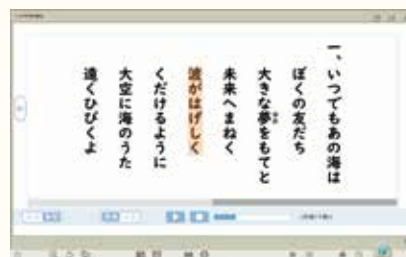 一、いつでもあの海は
ぼくの友だち
大きな夢をもてと
未来へまねく
波がはげしく
くだけるように
大空に海のうた
遠くひびくよ